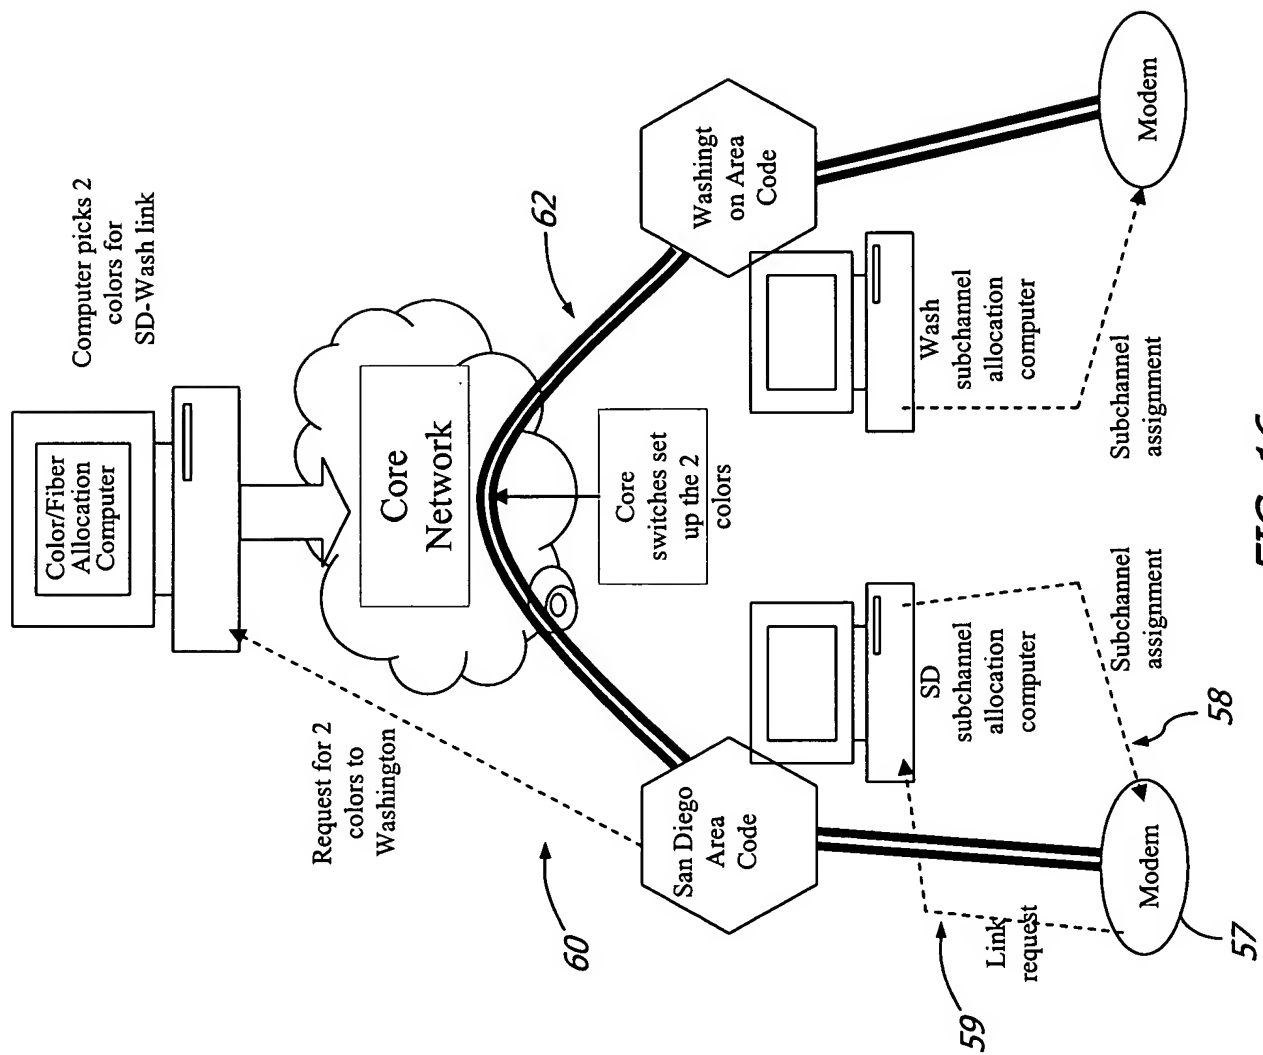 Color/Fiber
Allocation
Computer
Computer picks 2
colors for
SD-Wash link
Request for 2
colors to
Washington
Core
Network
60
62
Core
switches set
up the 2
colors
San Diego
Area
Code
Washingt
on Area
Code
SD
subchannel
allocation
computer
Wash
subchannel
allocation
computer
59
Link
request
Subchannel
assignment
Subchannel
assignment
58
Modem
Modem
57